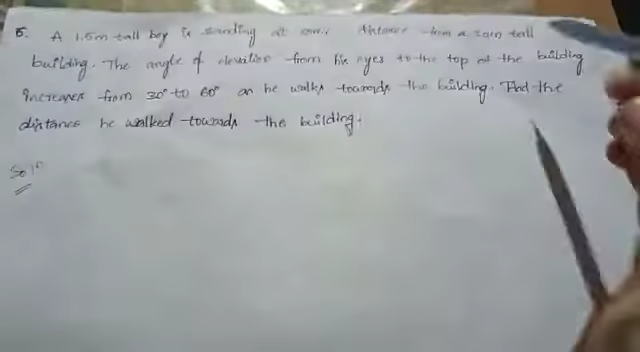 5. A 1.5m tall boy is standing at some distance from a 30m tall
building. The angle of elevation from his eyes to the top of the building
increases from 30° to 60° as he walks towards the building. Find the
distance he walked towards the building.
Soln